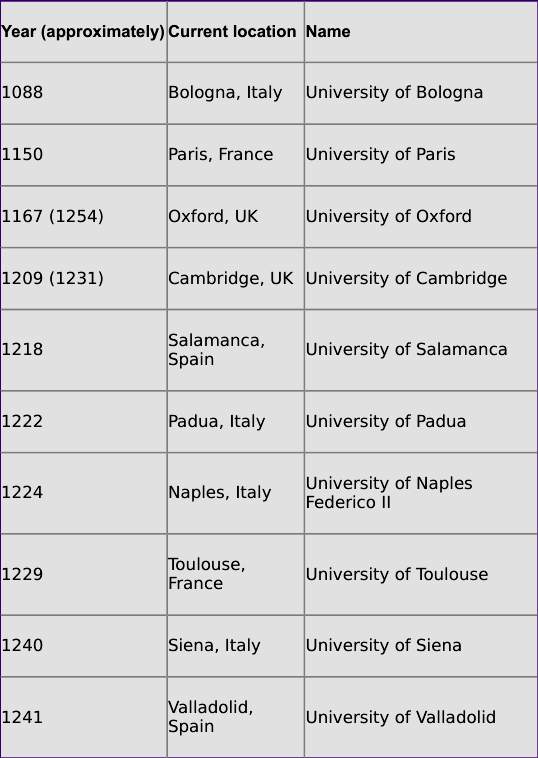 Year (approximately) Current location Name
1088 Bologna, Italy University of Bologna
1150 Paris, France University of Paris
1167 (1254) Oxford, UK University of Oxford
1209 (1231) Cambridge, UK University of Cambridge
1218 Salamanca, Spain University of Salamanca
1222 Padua, Italy University of Padua
1224 Naples, Italy University of Naples Federico II
1229 Toulouse, France University of Toulouse
1240 Siena, Italy University of Siena
1241 Valladolid, Spain University of Valladolid